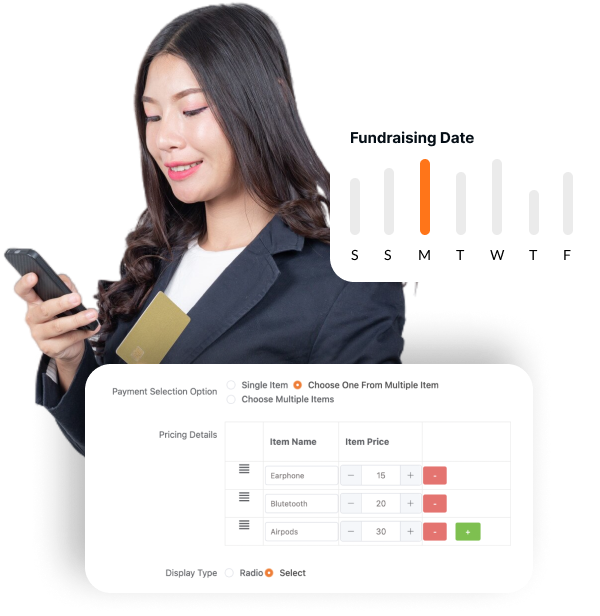 Fundraising Date
S S M T W T F
Payment Selection Option Single Item Choose One From Multiple Item
Choose Multiple Items
Pricing Details
Item Name Item Price
Earphone − 15 + -
Blutetooth − 20 + -
Airpods − 30 + - +
Display Type Radio Select